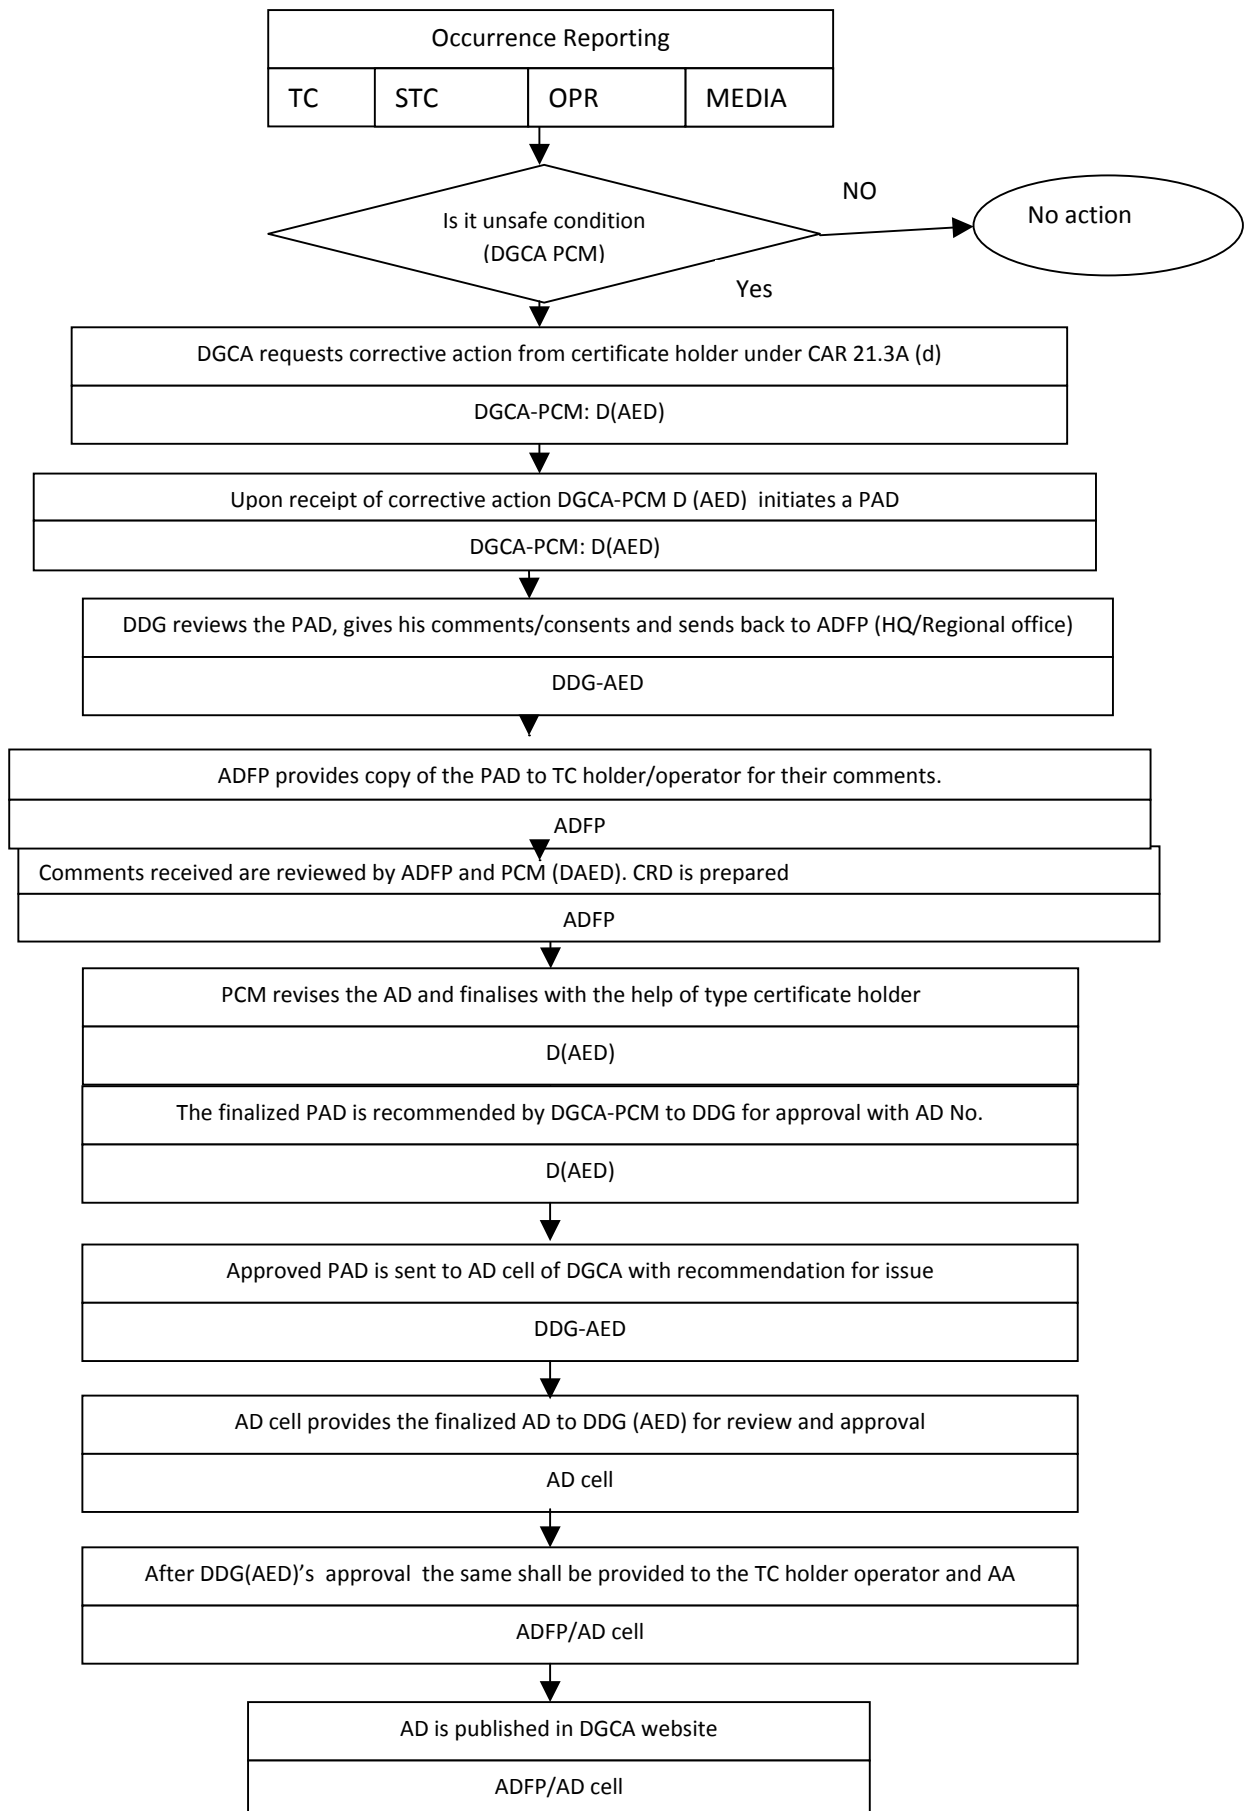 Occurrence Reporting
TC STC OPR MEDIA
NO
No action
Is it unsafe condition
(DGCA PCM)
Yes
DGCA requests corrective action from certificate holder under CAR 21.3A (d)
DGCA-PCM: D(AED)
Upon receipt of corrective action DGCA-PCM D (AED) initiates a PAD
DGCA-PCM: D(AED)
DDG reviews the PAD, gives his comments/consents and sends back to ADFP (HQ/Regional office)
DDG-AED
ADFP provides copy of the PAD to TC holder/operator for their comments.
ADFP
Comments received are reviewed by ADFP and PCM (DAED). CRD is prepared
ADFP
PCM revises the AD and finalises with the help of type certificate holder
D(AED)
The finalized PAD is recommended by DGCA-PCM to DDG for approval with AD No.
D(AED)
Approved PAD is sent to AD cell of DGCA with recommendation for issue
DDG-AED
AD cell provides the finalized AD to DDG (AED) for review and approval
AD cell
After DDG(AED)'s approval the same shall be provided to the TC holder operator and AA
ADFP/AD cell
AD is published in DGCA website
ADFP/AD cell